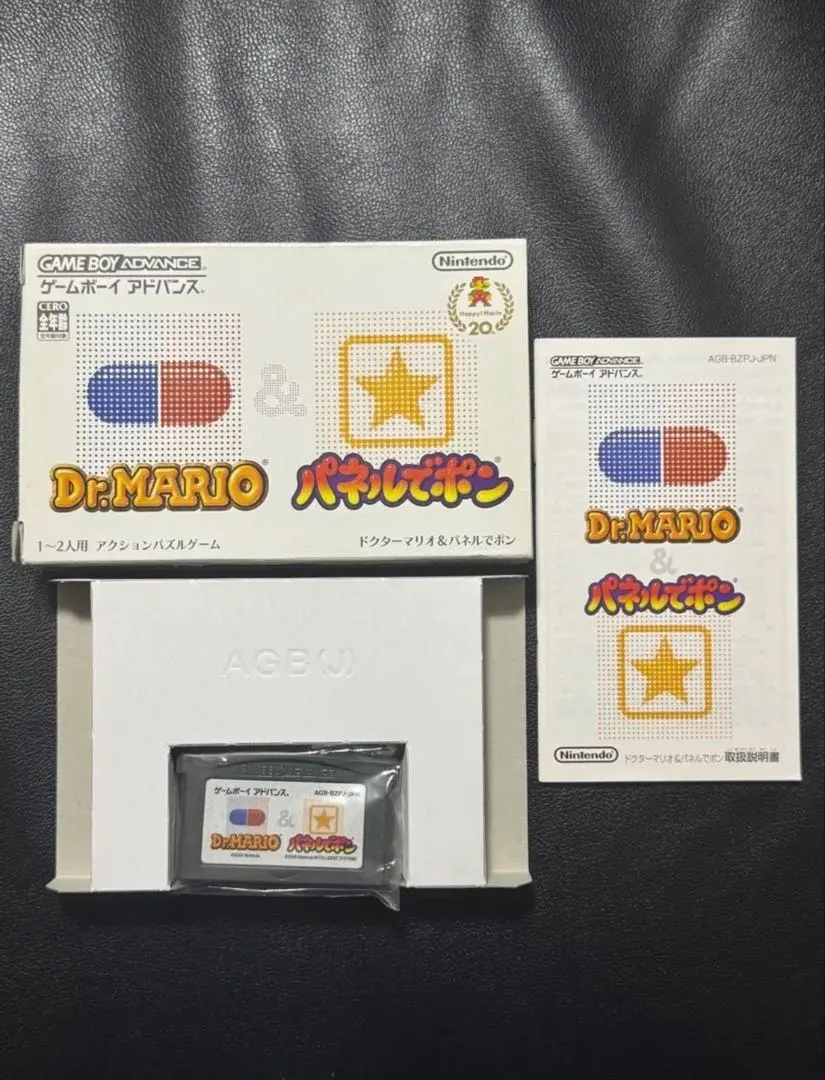 GAME BOY ADVANCE
ゲームボーイ アドバンス
Nintendo®
CERO
全年齢
Happy! Mario
20th
&
Dr.MARIO®
パネルでポン®
1〜2人用 アクションパズルゲーム
ドクターマリオ&パネルでポン
GAME BOY ADVANCE
AGB-BZPJ-JPN
ゲームボーイ アドバンス
Dr.MARIO
&
パネルでポン
Nintendo
ドクターマリオ&パネルでポン 取扱説明書
AGB(J)
ゲームボーイ アドバンス
AGB-BZPJ-JPN
&
Dr.MARIO
パネルでポン